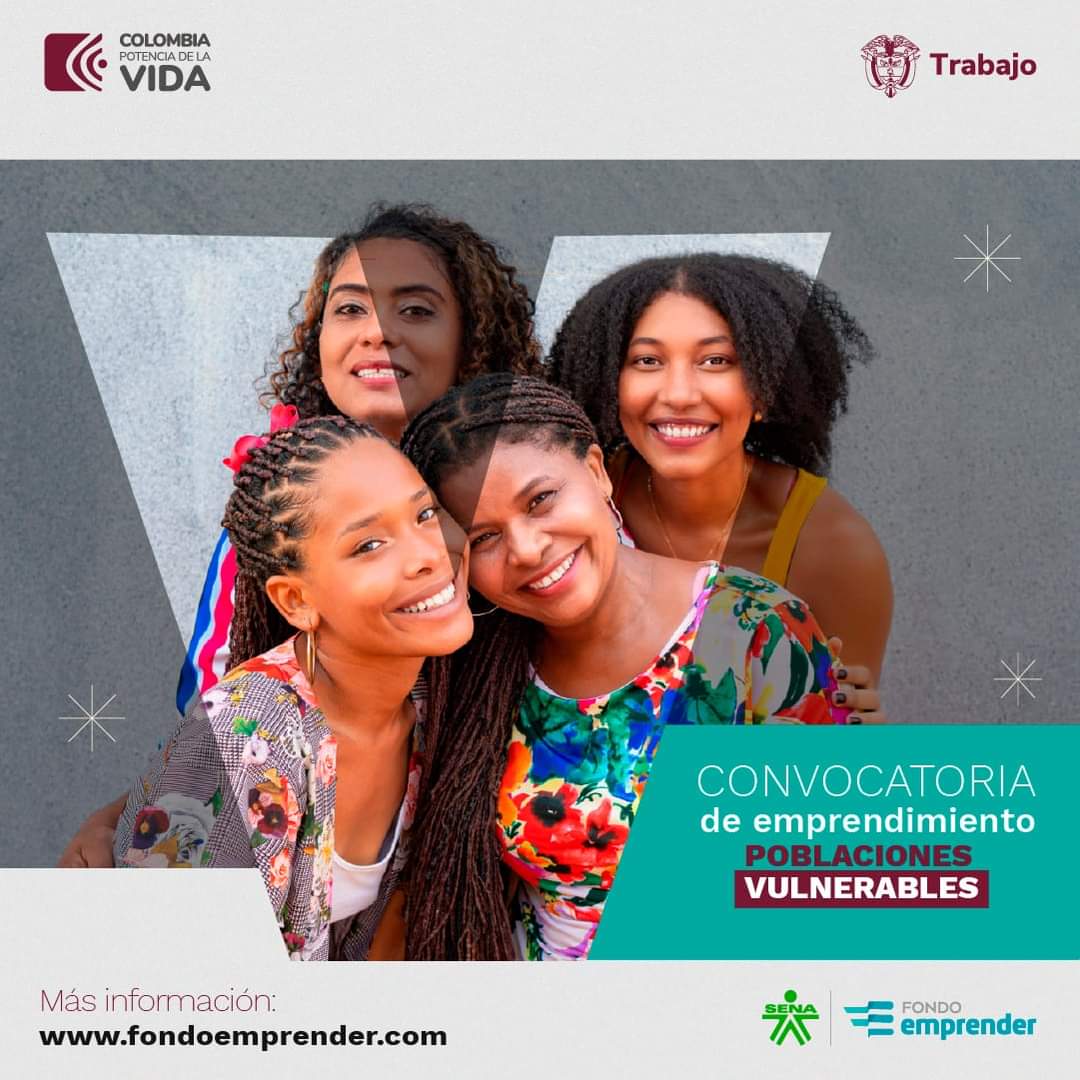 COLOMBIA
POTENCIA DE LA
VIDA
Trabajo
CONVOCATORIA
de emprendimiento
POBLACIONES
VULNERABLES
Más información:
www.fondoemprender.com
SENA
FONDO
emprender